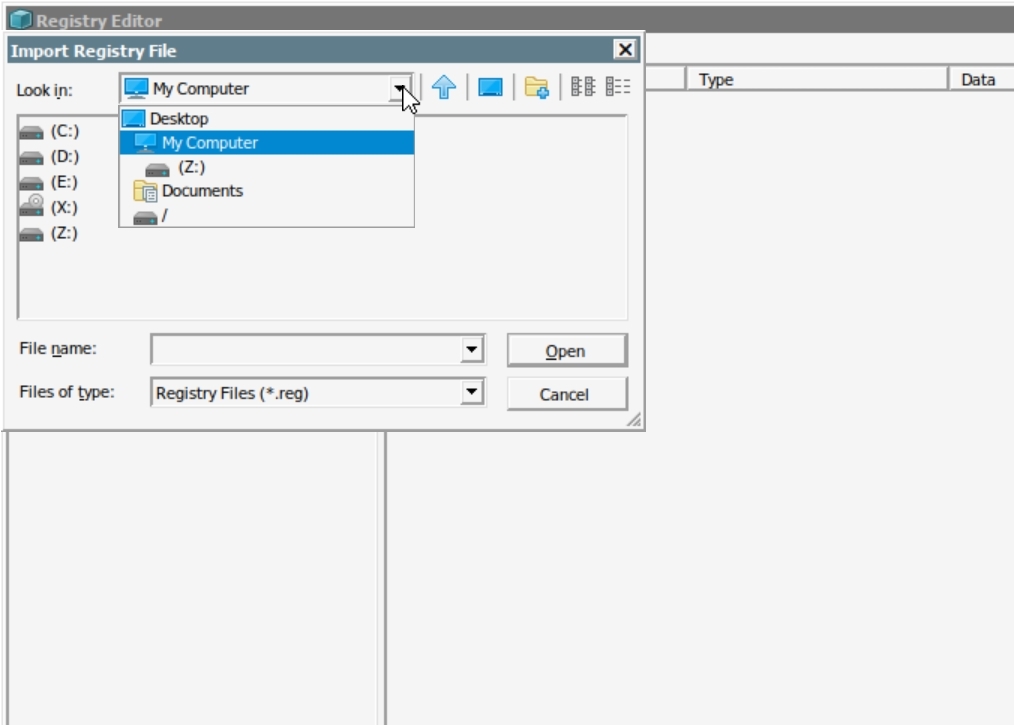 Registry Editor
Import Registry File
Look in:
My Computer
Type
Data
Desktop
My Computer
(Z:)
Documents
/
(C:)
(D:)
(E:)
(X:)
(Z:)
File name:
Open
Files of type:
Registry Files (*.reg)
Cancel